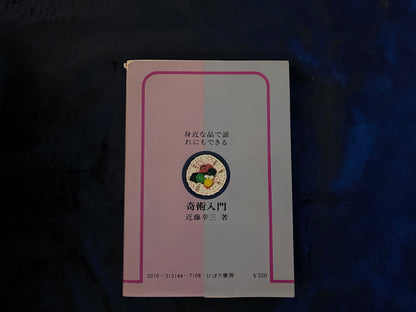 身近な品で誰
れにもできる
奇術入門
近藤幸三 著
2076-312144-7108 ひばり書房 ¥550